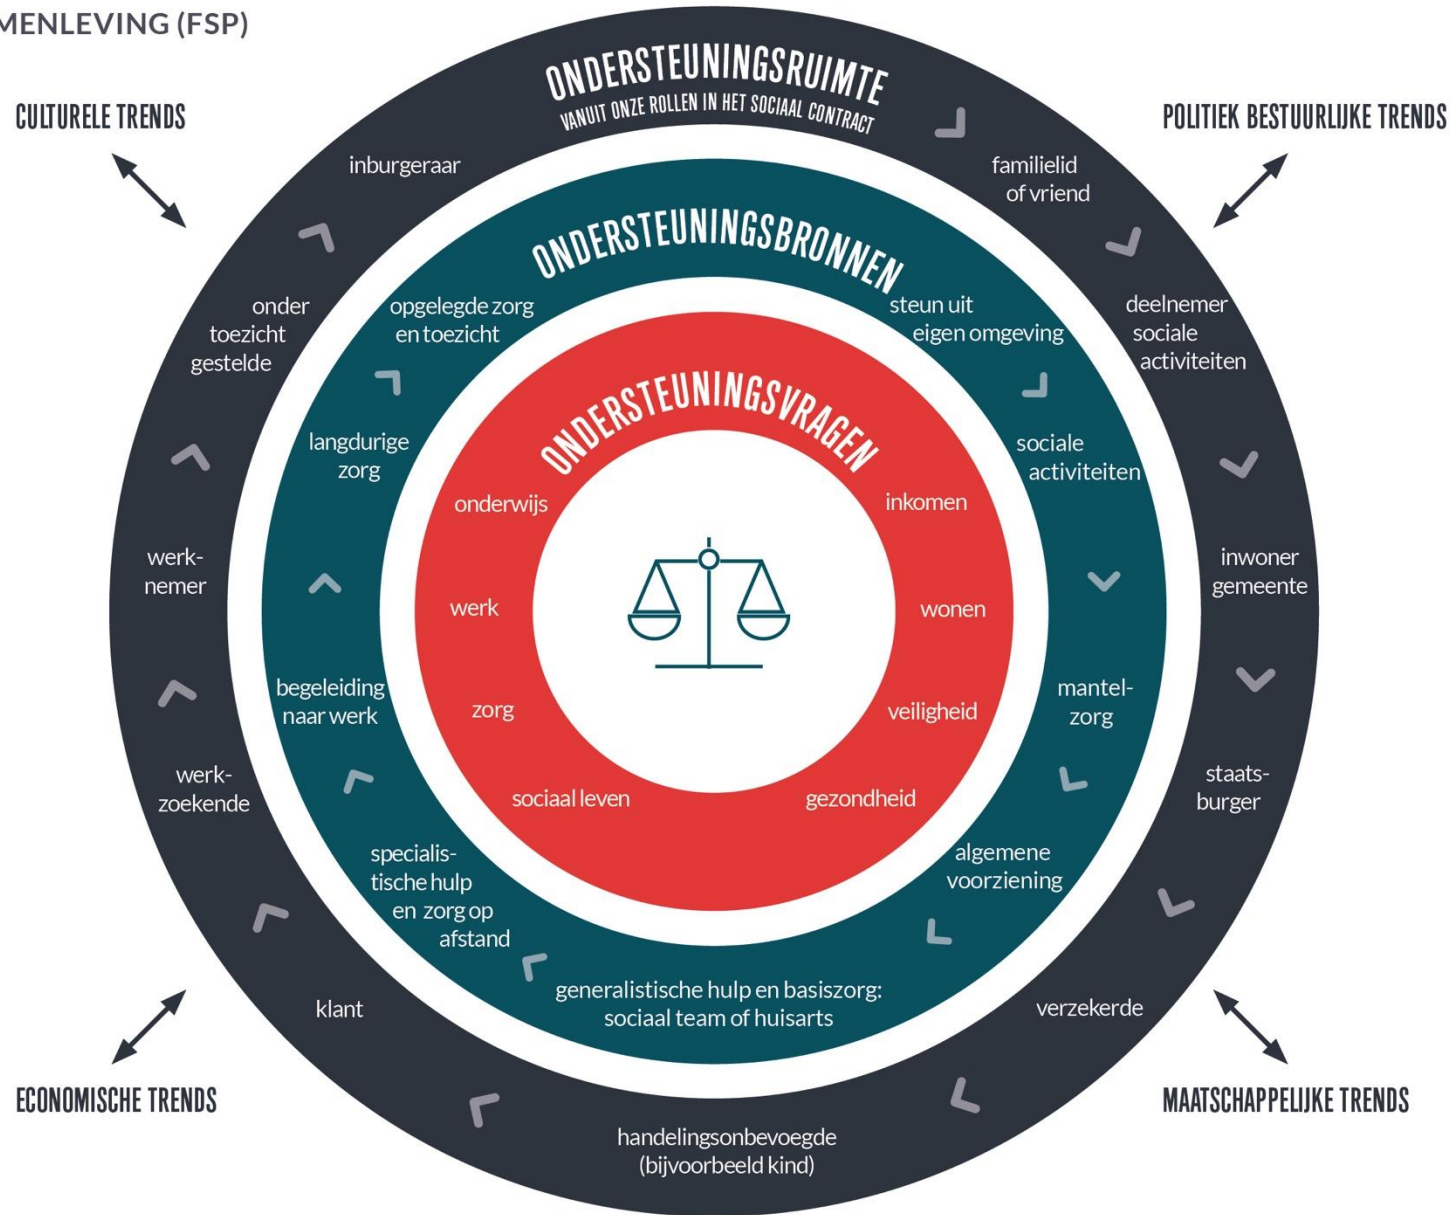 MENLEVING (FSP)
CULTURELE TRENDS
POLITIEK BESTUURLIJKE TRENDS
ECONOMISCHE TRENDS
MAATSCHAPPELIJKE TRENDS
ONDERSTEUNINGSRUIMTE
VANUIT ONZE ROLLEN IN HET SOCIAAL CONTRACT
familielid
of vriend
deelnemer
sociale
activiteiten
inwoner
gemeente
staats-
burger
verzekerde
handelingsonbevoegde
(bijvoorbeeld kind)
klant
werk-
zoekende
werk-
nemer
onder
toezicht
gestelde
inburgeraar
ONDERSTEUNINGSBRONNEN
steun uit
eigen omgeving
sociale
activiteiten
mantel-
zorg
algemene
voorziening
generalistische hulp en basiszorg:
sociaal team of huisarts
specialis-
tische hulp
en zorg op
afstand
begeleiding
naar werk
langdurige
zorg
opgelegde zorg
en toezicht
ONDERSTEUNINGSVRAGEN
inkomen
wonen
veiligheid
gezondheid
sociaal leven
zorg
werk
onderwijs